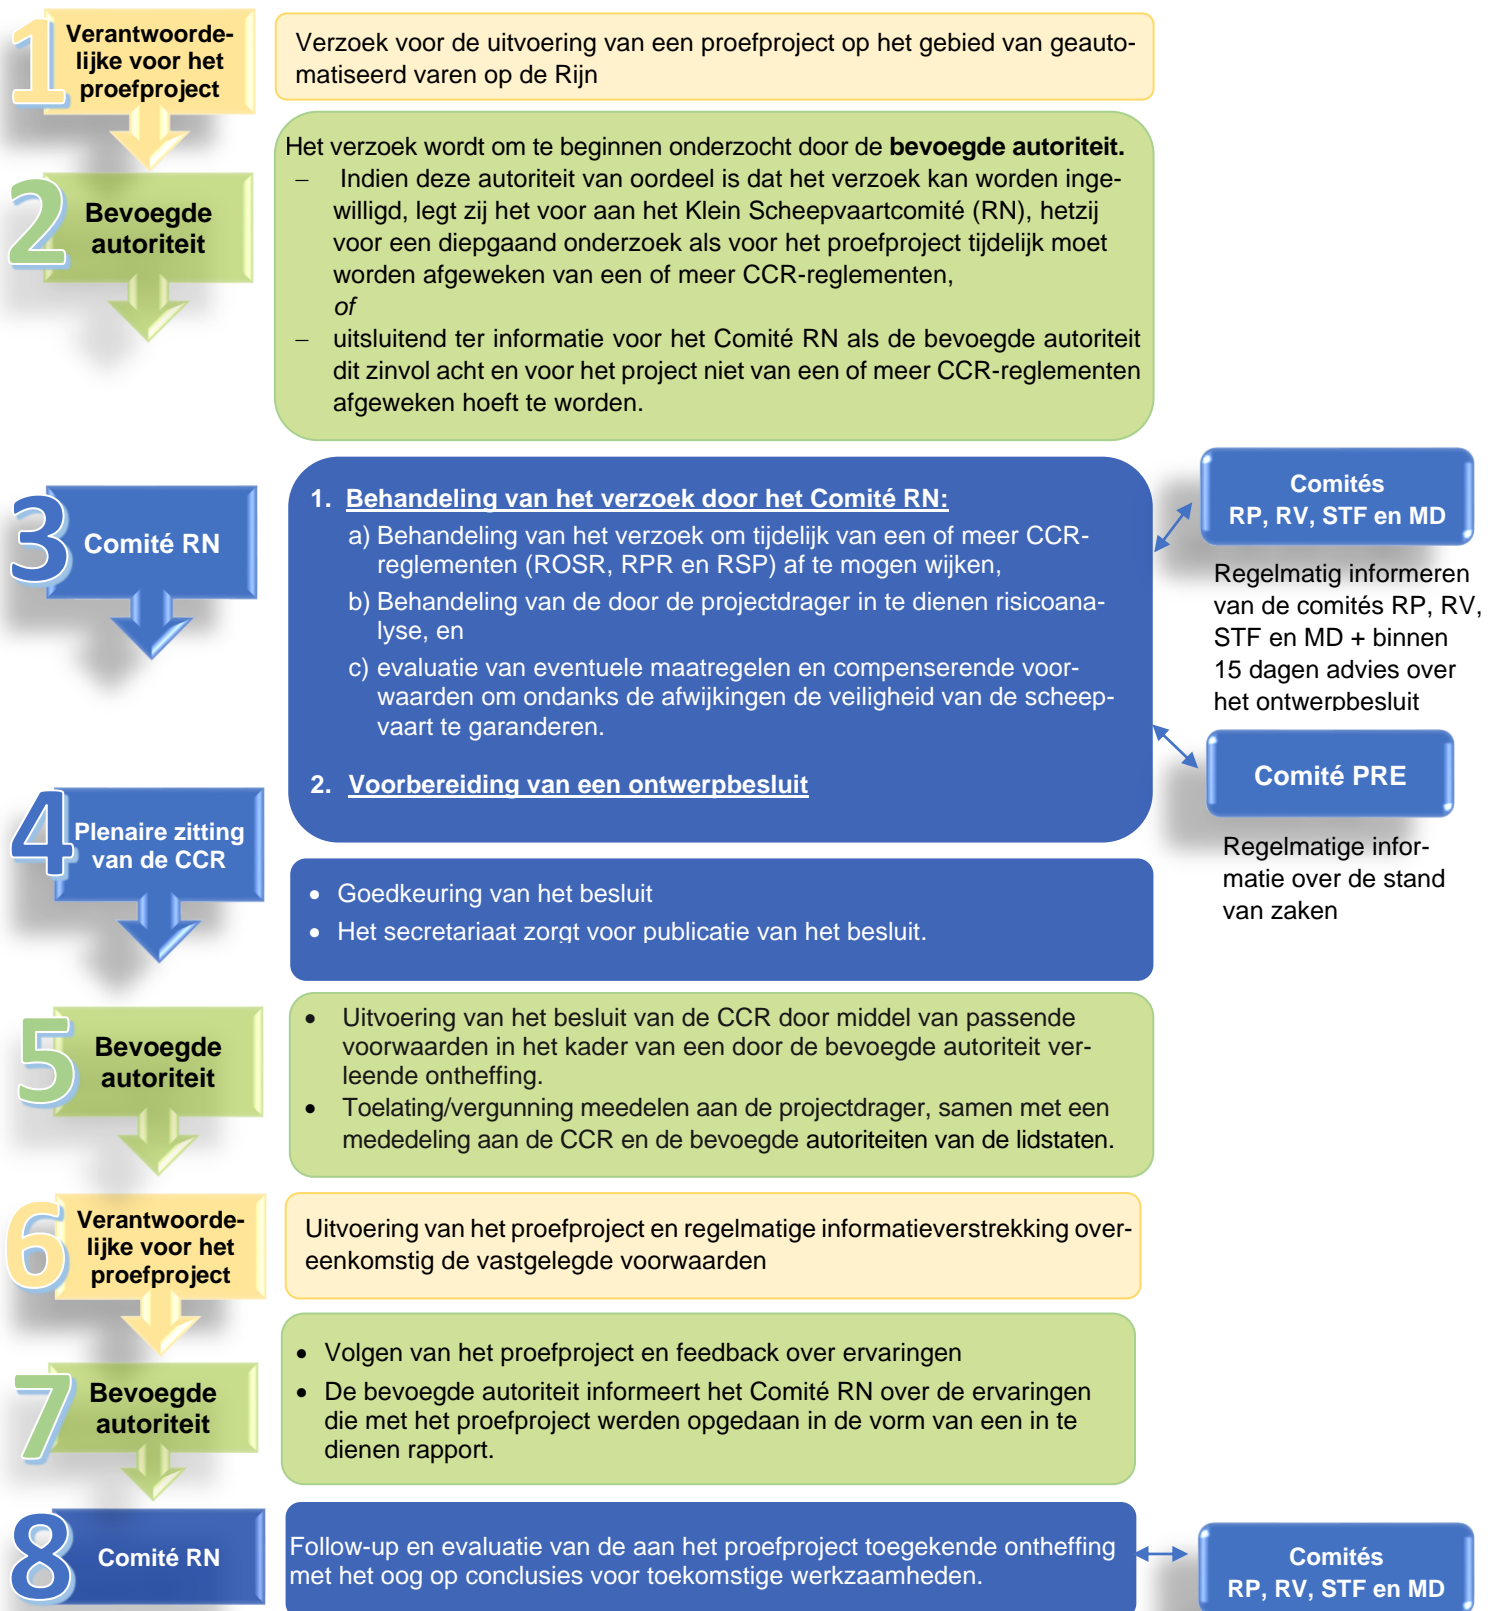 1
Verantwoorde-
lijke voor het
proefproject
Verzoek voor de uitvoering van een proefproject op het gebied van geauto-
matiseerd varen op de Rijn
2
Bevoegde
autoriteit
Het verzoek wordt om te beginnen onderzocht door de bevoegde autoriteit.
– Indien deze autoriteit van oordeel is dat het verzoek kan worden inge-
willigd, legt zij het voor aan het Klein Scheepvaartcomité (RN), hetzij
voor een diepgaand onderzoek als voor het proefproject tijdelijk moet
worden afgeweken van een of meer CCR-reglementen,
of
– uitsluitend ter informatie voor het Comité RN als de bevoegde autoriteit
dit zinvol acht en voor het project niet van een of meer CCR-reglementen
afgeweken hoeft te worden.
3
Comité RN
1. Behandeling van het verzoek door het Comité RN:
a) Behandeling van het verzoek om tijdelijk van een of meer CCR-
reglementen (ROSR, RPR en RSP) af te mogen wijken,
b) Behandeling van de door de projectdrager in te dienen risicoana-
lyse, en
c) evaluatie van eventuele maatregelen en compenserende voor-
waarden om ondanks de afwijkingen de veiligheid van de scheep-
vaart te garanderen.
2. Voorbereiding van een ontwerpbesluit
Comités
RP, RV, STF en MD
Regelmatig informeren
van de comités RP, RV,
STF en MD + binnen
15 dagen advies over
het ontwerpbesluit
Comité PRE
Regelmatige infor-
matie over de stand
van zaken
4
Plenaire zitting
van de CCR
• Goedkeuring van het besluit
• Het secretariaat zorgt voor publicatie van het besluit.
5
Bevoegde
autoriteit
• Uitvoering van het besluit van de CCR door middel van passende
voorwaarden in het kader van een door de bevoegde autoriteit ver-
leende ontheffing.
• Toelating/vergunning meedelen aan de projectdrager, samen met een
mededeling aan de CCR en de bevoegde autoriteiten van de lidstaten.
6
Verantwoorde-
lijke voor het
proefproject
Uitvoering van het proefproject en regelmatige informatieverstrekking over-
eenkomstig de vastgelegde voorwaarden
7
Bevoegde
autoriteit
• Volgen van het proefproject en feedback over ervaringen
• De bevoegde autoriteit informeert het Comité RN over de ervaringen
die met het proefproject werden opgedaan in de vorm van een in te
dienen rapport.
8
Comité RN
Follow-up en evaluatie van de aan het proefproject toegekende ontheffing
met het oog op conclusies voor toekomstige werkzaamheden.
Comités
RP, RV, STF en MD